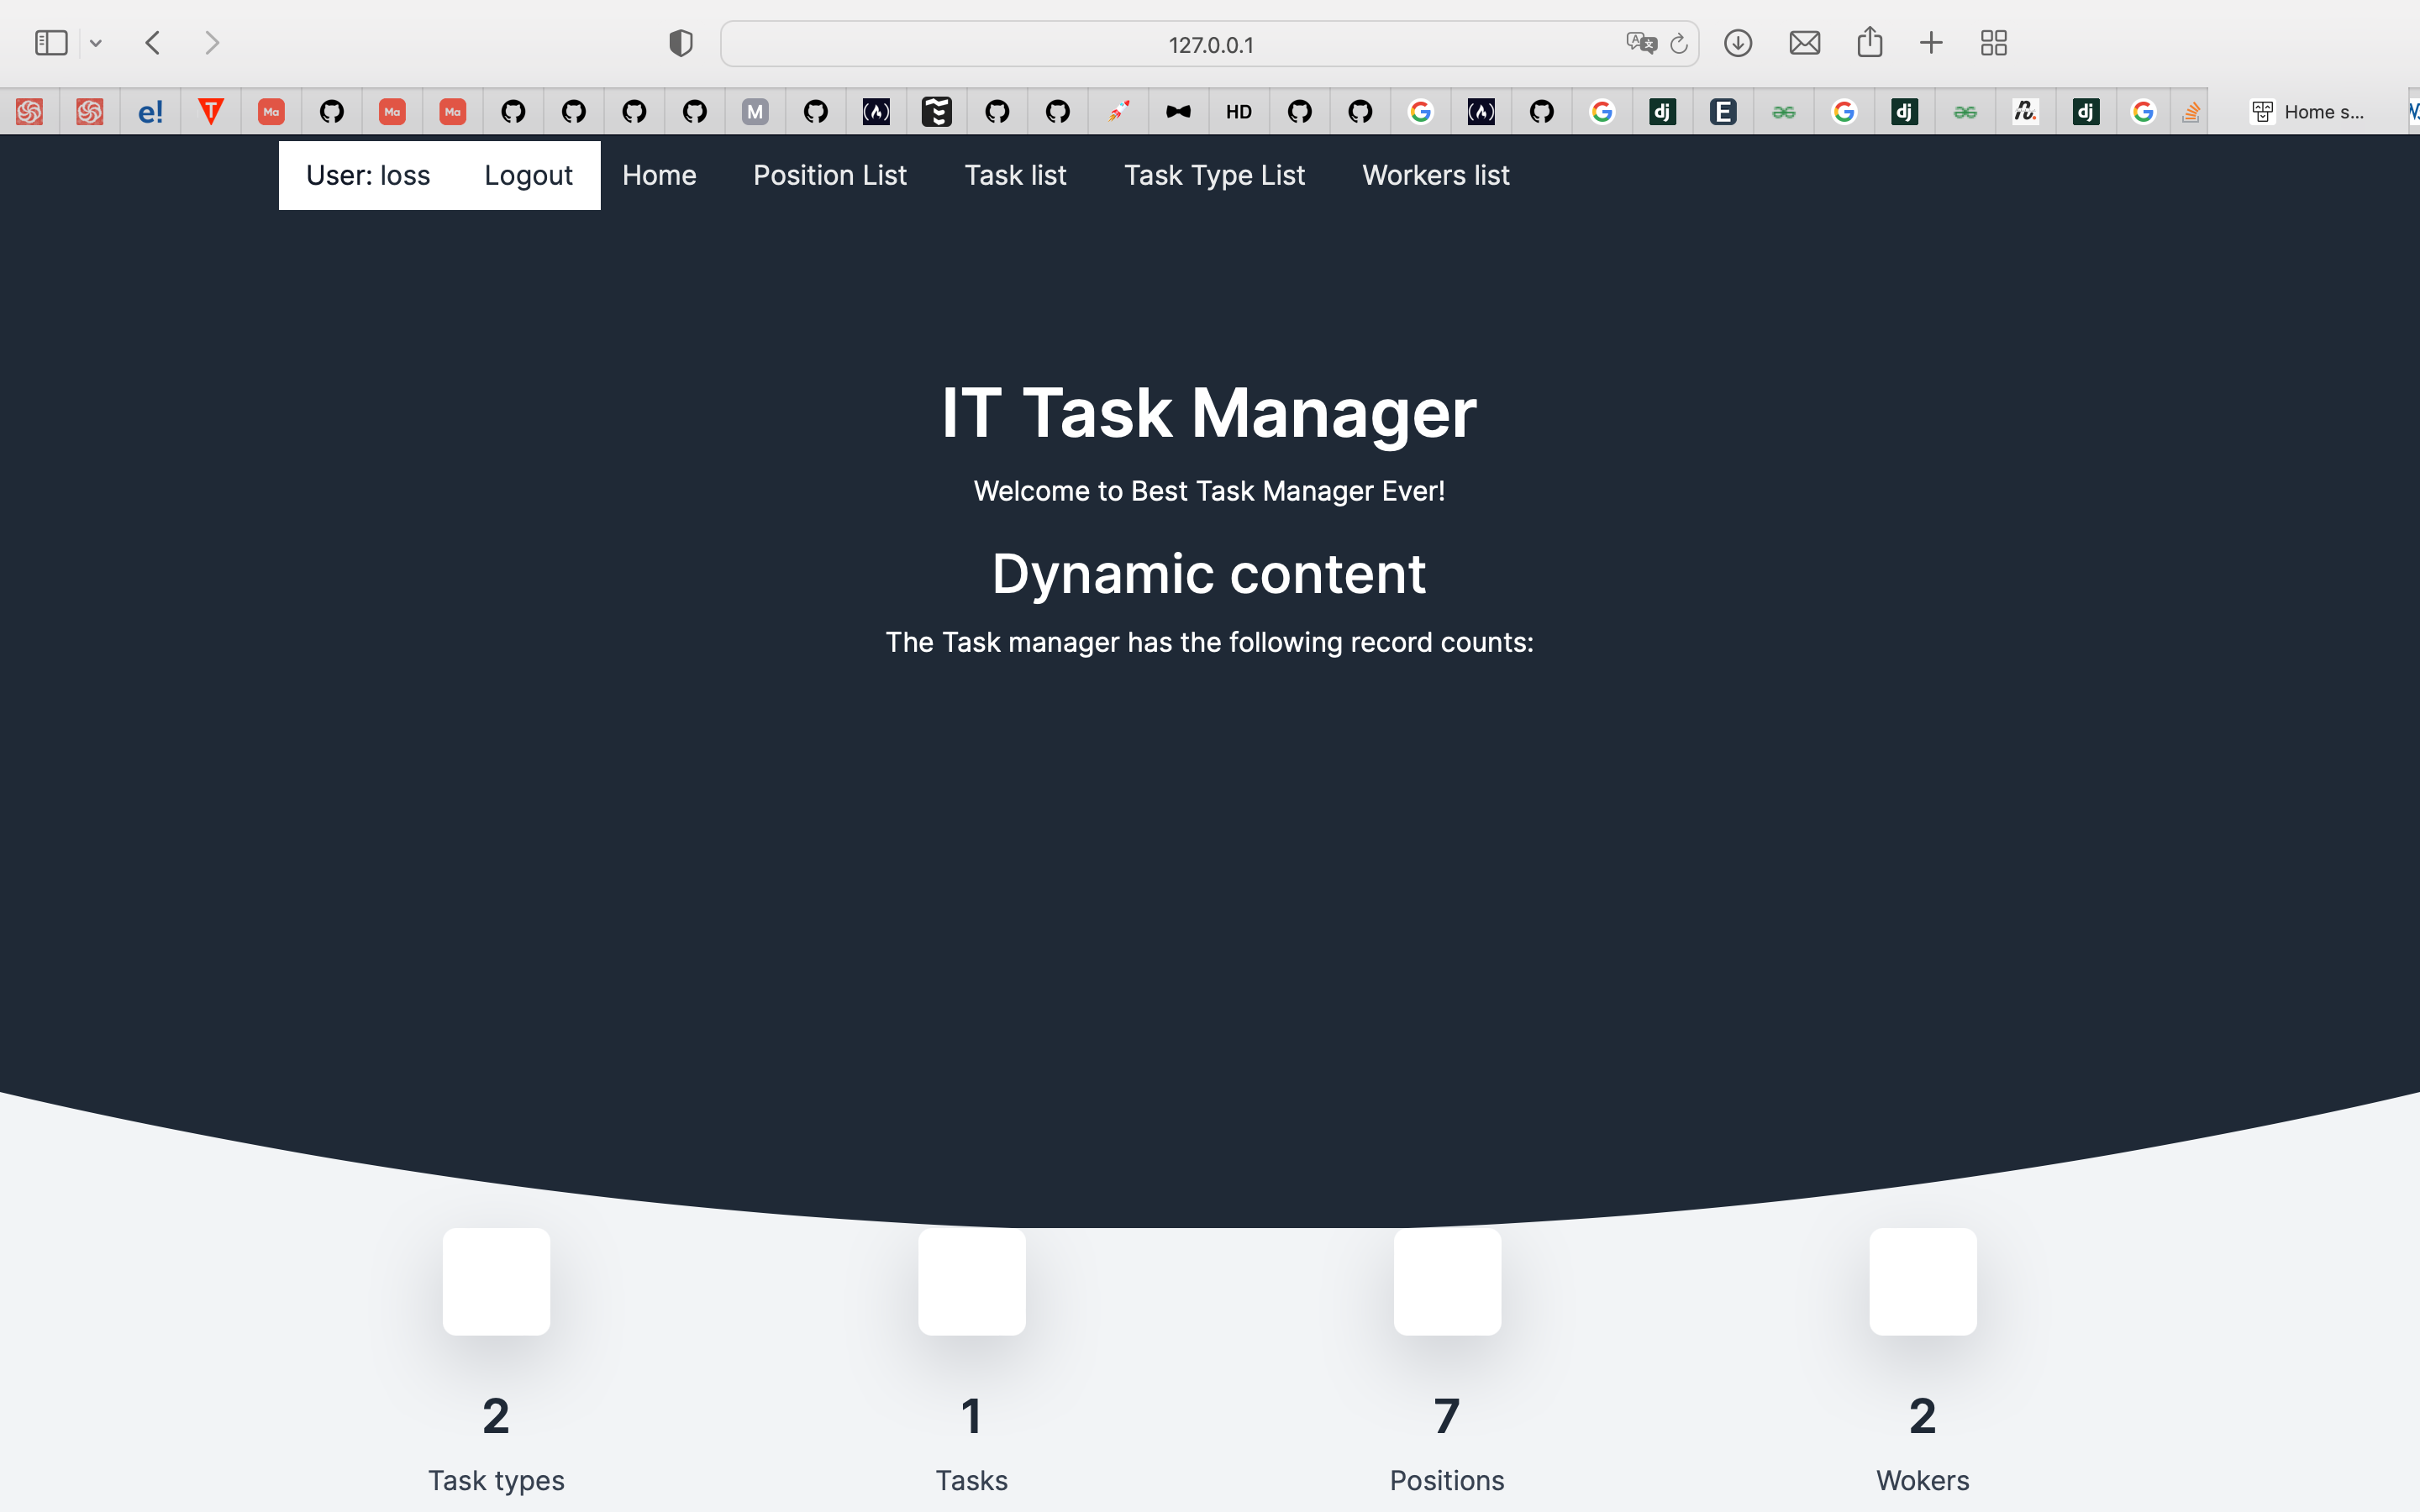 127.0.0.1
e! T Ma Ma Ma M HD dj E dj dj Home s...
User: loss Logout Home Position List Task list Task Type List Workers list
IT Task Manager
Welcome to Best Task Manager Ever!
Dynamic content
The Task manager has the following record counts:
2 1 7 2
Task types Tasks Positions Wokers